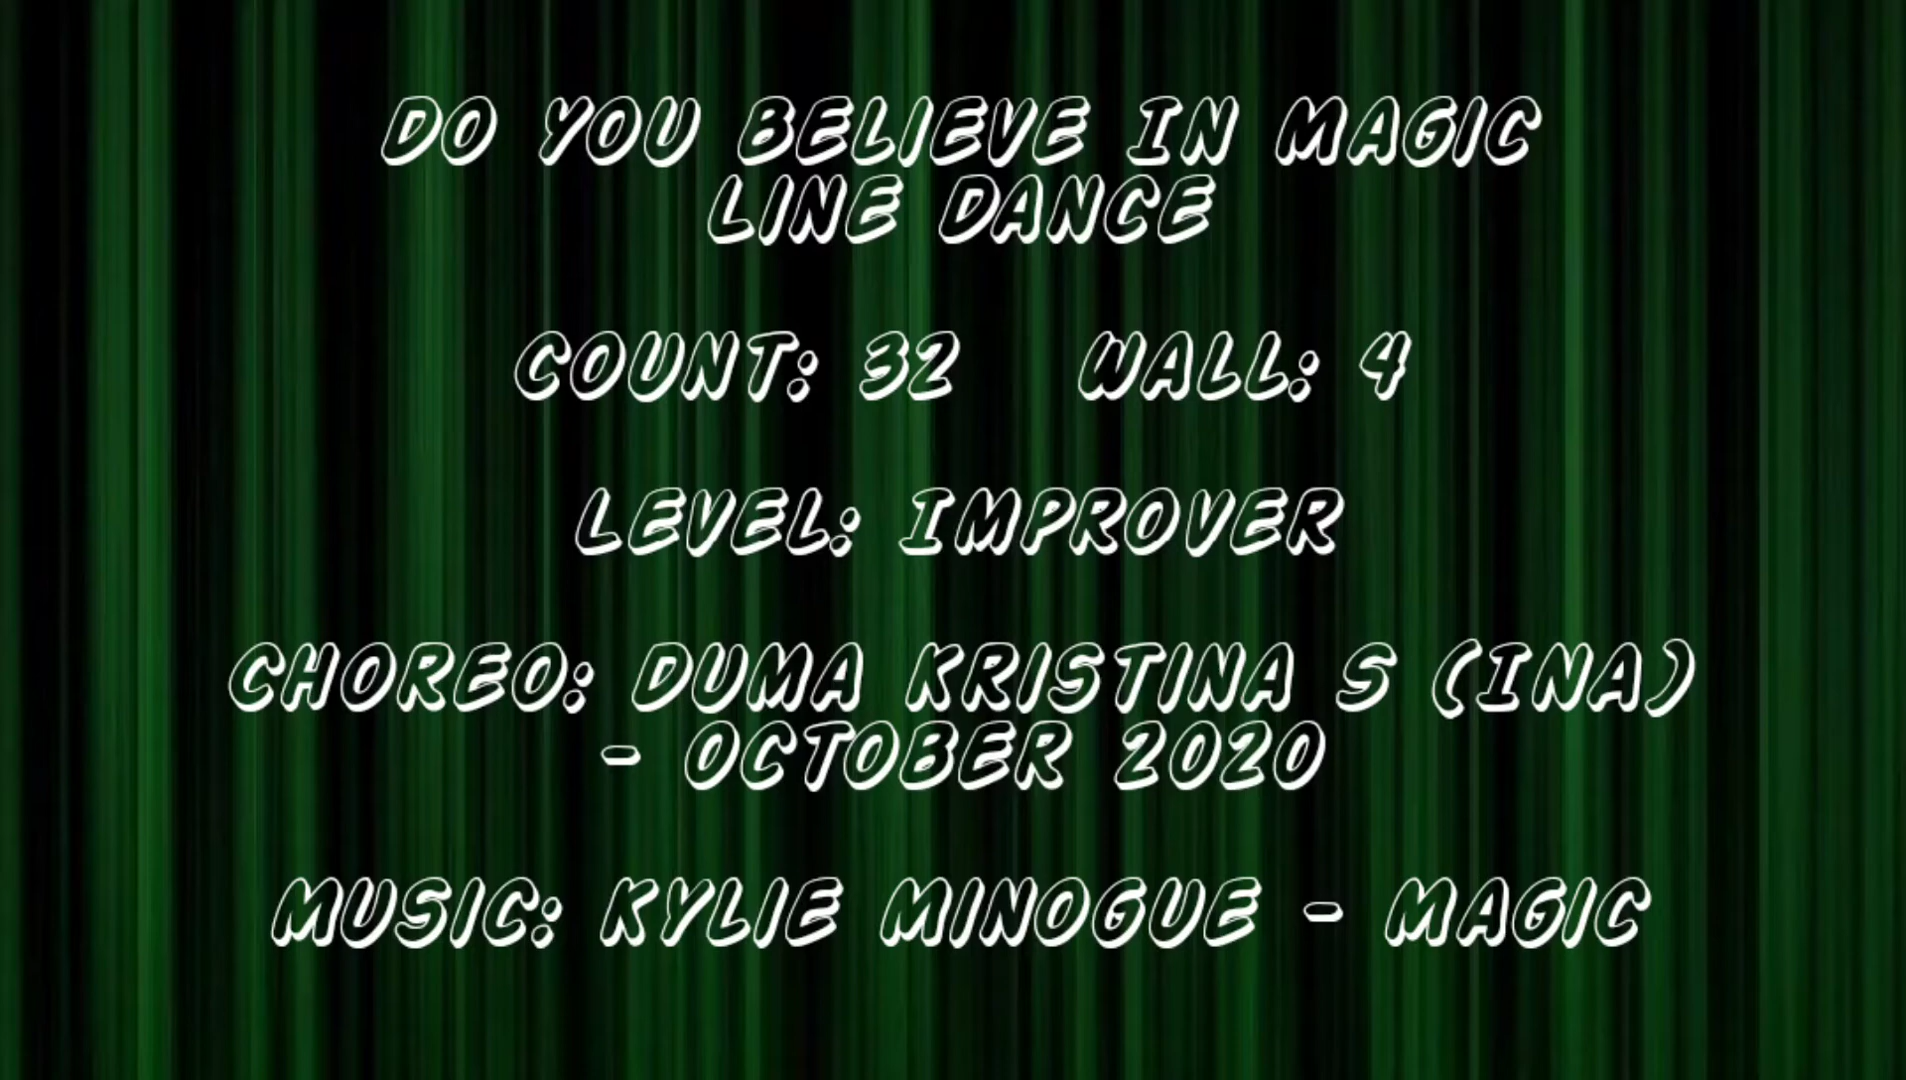 DO YOU BELIEVE IN MAGIC
LINE DANCE
COUNT: 32 WALL: 4
LEVEL: IMPROVER
CHOREO: DUMA KRISTINA S (INA)
- OCTOBER 2020
MUSIC: KYLIE MINOGUE - MAGIC